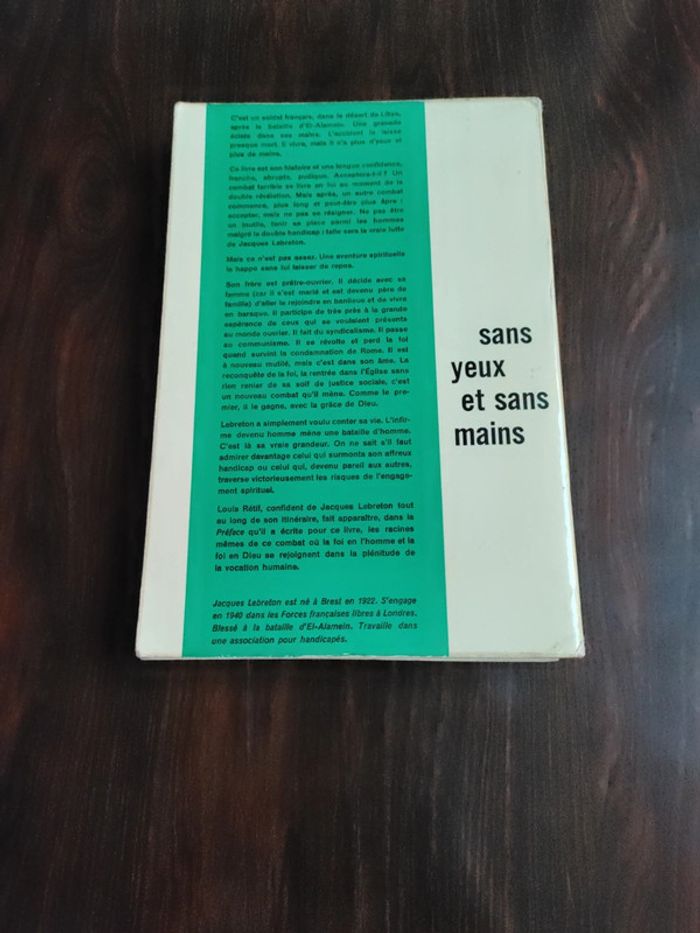 C'est un soldat français, dans le désert de Libye,
après la bataille d'El-Alamein. Une grenade
éclate dans ses mains. L'accident le laisse
presque mort. Il vivra, mais il n'a plus d'yeux et
plus de mains.
Ce livre est son histoire et une longue confidence,
franche, abrupte, pudique. Acceptera-t-il ? Un
combat terrible se livre en lui au moment de la
double révélation. Mais après, un autre combat
commence, plus long et peut-être plus âpre :
accepter, mais ne pas se résigner. Ne pas être
un inutile, tenir sa place parmi les hommes
malgré le double handicap : telle sera la vraie lutte
de Jacques Lebreton.
Mais ce n'est pas assez. Une aventure spirituelle
le happe sans lui laisser de repos.
Son frère est prêtre-ouvrier. Il décide avec sa
femme (car il s'est marié et est devenu père de
famille) d'aller le rejoindre en banlieue et de vivre
en baraque. Il participe de très près à la grande
espérance de ceux qui se voulaient présents
au monde ouvrier. Il fait du syndicalisme. Il passe
au communisme. Il se révolte et perd la foi
quand survint la condamnation de Rome. Il est
à nouveau mutilé, mais c'est dans son âme. La
reconquête de la foi, la rentrée dans l'Église sans
rien renier de sa soif de justice sociale, c'est
un nouveau combat qu'il mène. Comme le pre-
mier, il le gagne, avec la grâce de Dieu.
Lebreton a simplement voulu conter sa vie. L'infir-
me devenu homme mène une bataille d'homme.
C'est là sa vraie grandeur. On ne sait s'il faut
admirer davantage celui qui surmonta son affreux
handicap ou celui qui, devenu pareil aux autres,
traverse victorieusement les risques de l'engage-
ment spirituel.
Louis Rétif, confident de Jacques Lebreton tout
au long de son itinéraire, fait apparaître, dans la
Préface qu'il a écrite pour ce livre, les racines
mêmes de ce combat où la foi en l'homme et la
foi en Dieu se rejoignent dans la plénitude de
la vocation humaine.
Jacques Lebreton est né à Brest en 1922. S'engage
en 1940 dans les Forces françaises libres à Londres.
Blessé à la bataille d'El-Alamein. Travaille dans
une association pour handicapés.
sans
yeux
et sans
mains